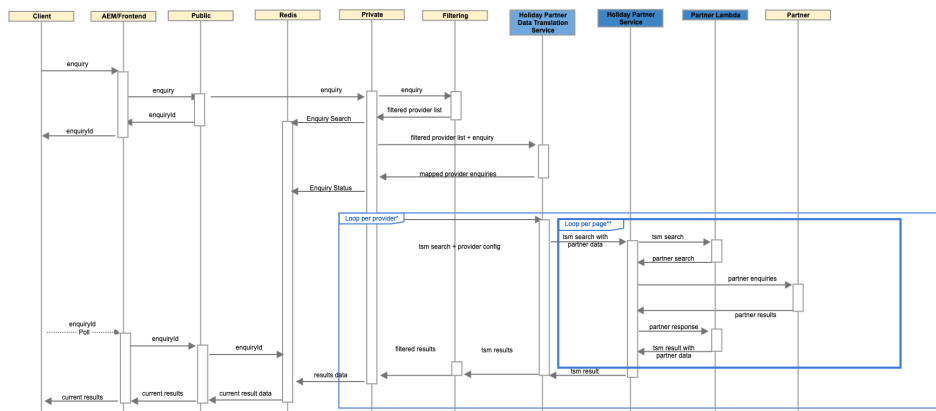 Client
AEM/Frontend
Public
Redis
Private
Filtering
Holiday Partner
Data Translation
Service
Holiday Partner
Service
Partner Lambda
Partner
enquiry
enquiry
enquiry
enquiry
enquiryId
filtered provider list
Enquiry Search
enquiryId
filtered provider list + enquiry
mapped provider enquiries
Enquiry Status
Loop per provider*
Loop per page**
tsm search + provider config
tsm search with
partner data
tsm search
partner search
partner enquiries
partner results
enquiryId
Poll
enquiryId
enquiryId
partner response
filtered results
tsm results
tsm result with
partner data
results data
tsm result
current results
current results
current result data